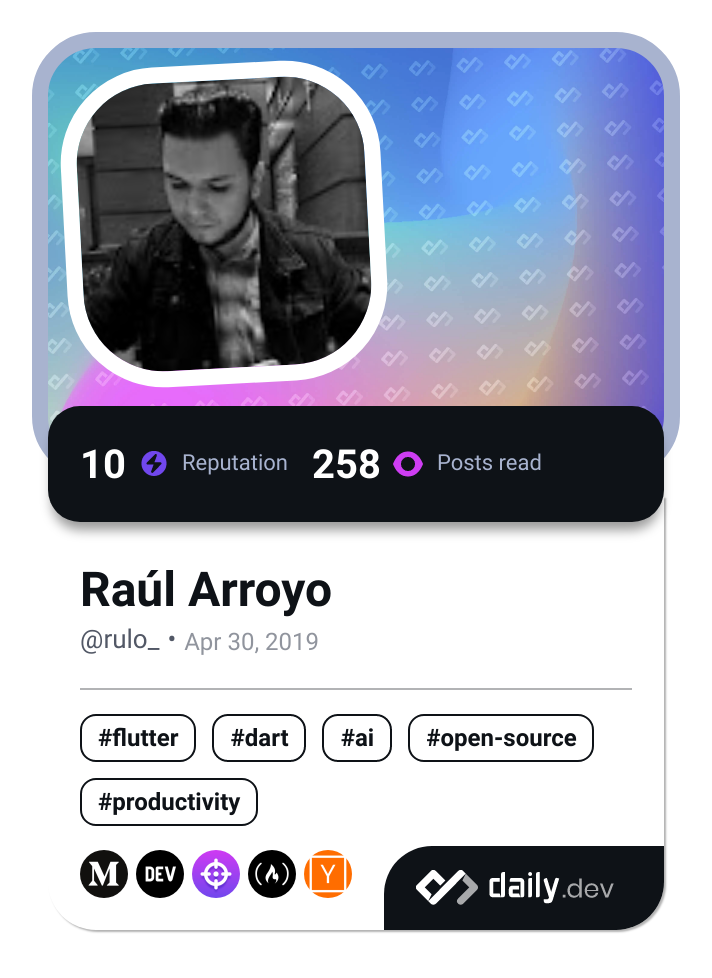 10 Reputation 258 Posts read
Raúl Arroyo
@rulo_ • Apr 30, 2019
#flutter #dart #ai #open-source
#productivity
M DEV Y
daily.dev